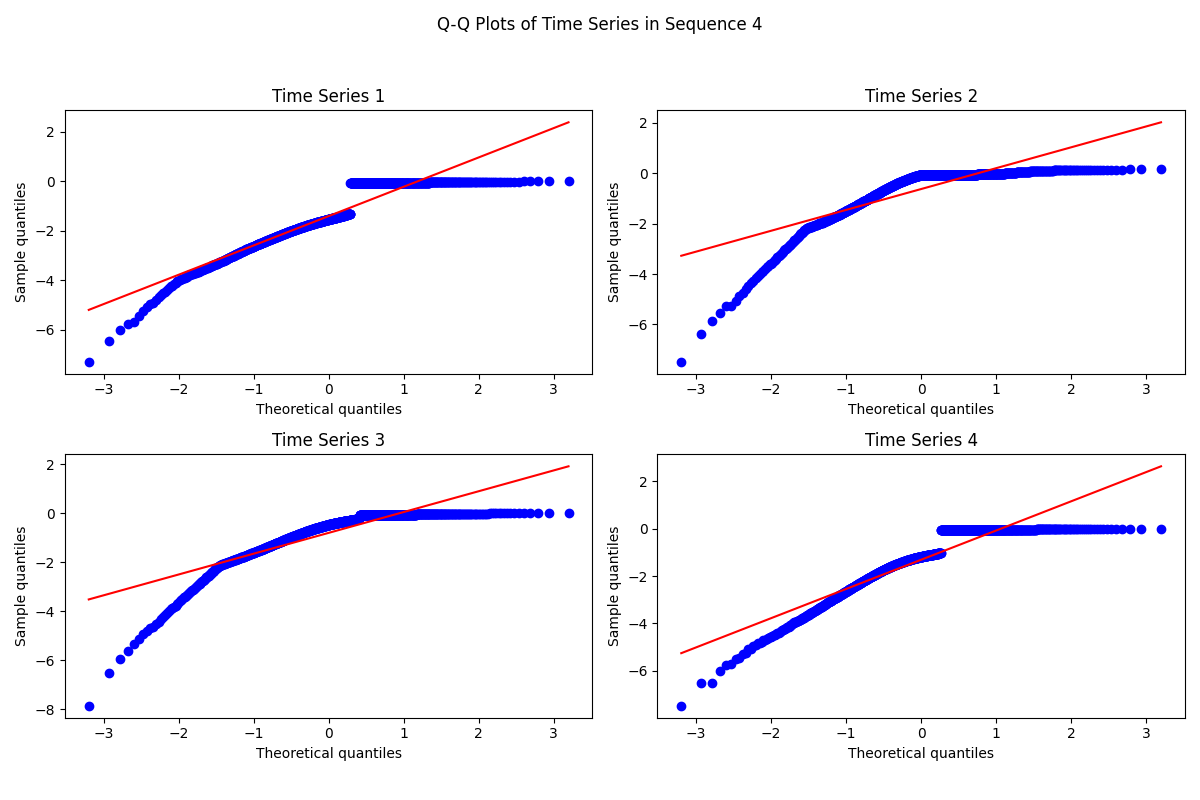 Q-Q Plots of Time Series in Sequence 4
Time Series 1
Time Series 2
2
0
−2
−4
−6
Sample quantiles
−3 −2 −1 0 1 2 3
Theoretical quantiles
2
0
−2
−4
−6
Sample quantiles
−3 −2 −1 0 1 2 3
Theoretical quantiles
Time Series 3
Time Series 4
2
0
−2
−4
−6
−8
Sample quantiles
−3 −2 −1 0 1 2 3
Theoretical quantiles
2
0
−2
−4
−6
Sample quantiles
−3 −2 −1 0 1 2 3
Theoretical quantiles